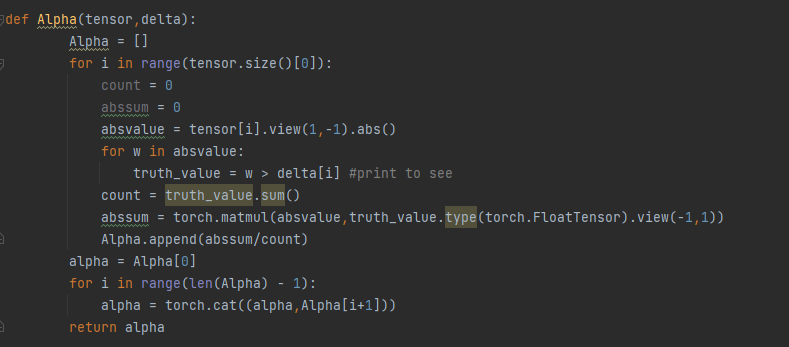 def Alpha(tensor,delta):
    Alpha = []
    for i in range(tensor.size()[0]):
        count = 0
        abssum = 0
        absvalue = tensor[i].view(1,-1).abs()
        for w in absvalue:
            truth_value = w > delta[i] #print to see
        count = truth_value.sum()
        abssum = torch.matmul(absvalue,truth_value.type(torch.FloatTensor).view(-1,1))
        Alpha.append(abssum/count)
    alpha = Alpha[0]
    for i in range(len(Alpha) - 1):
        alpha = torch.cat((alpha,Alpha[i+1]))
    return alpha